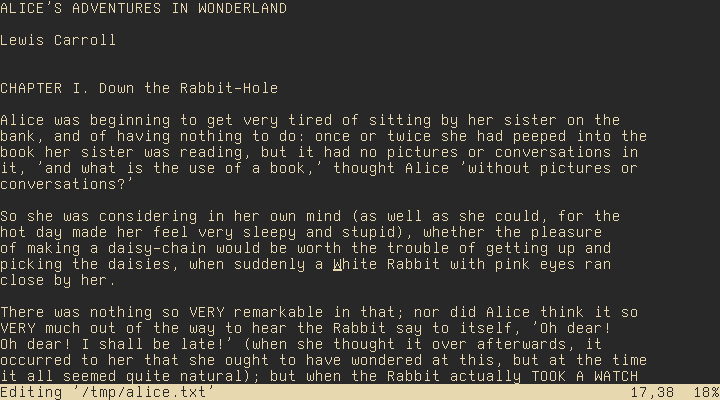 ALICE'S ADVENTURES IN WONDERLAND
Lewis Carroll
CHAPTER I. Down the Rabbit-Hole
Alice was beginning to get very tired of sitting by her sister on the
bank, and of having nothing to do: once or twice she had peeped into the
book her sister was reading, but it had no pictures or conversations in
it, 'and what is the use of a book,' thought Alice 'without pictures or
conversations?'
So she was considering in her own mind (as well as she could, for the
hot day made her feel very sleepy and stupid), whether the pleasure
of making a daisy-chain would be worth the trouble of getting up and
picking the daisies, when suddenly a White Rabbit with pink eyes ran
close by her.
There was nothing so VERY remarkable in that; nor did Alice think it so
VERY much out of the way to hear the Rabbit say to itself, 'Oh dear!
Oh dear! I shall be late!' (when she thought it over afterwards, it
occurred to her that she ought to have wondered at this, but at the time
it all seemed quite natural); but when the Rabbit actually TOOK A WATCH
Editing '/tmp/alice.txt' 17,38 18%